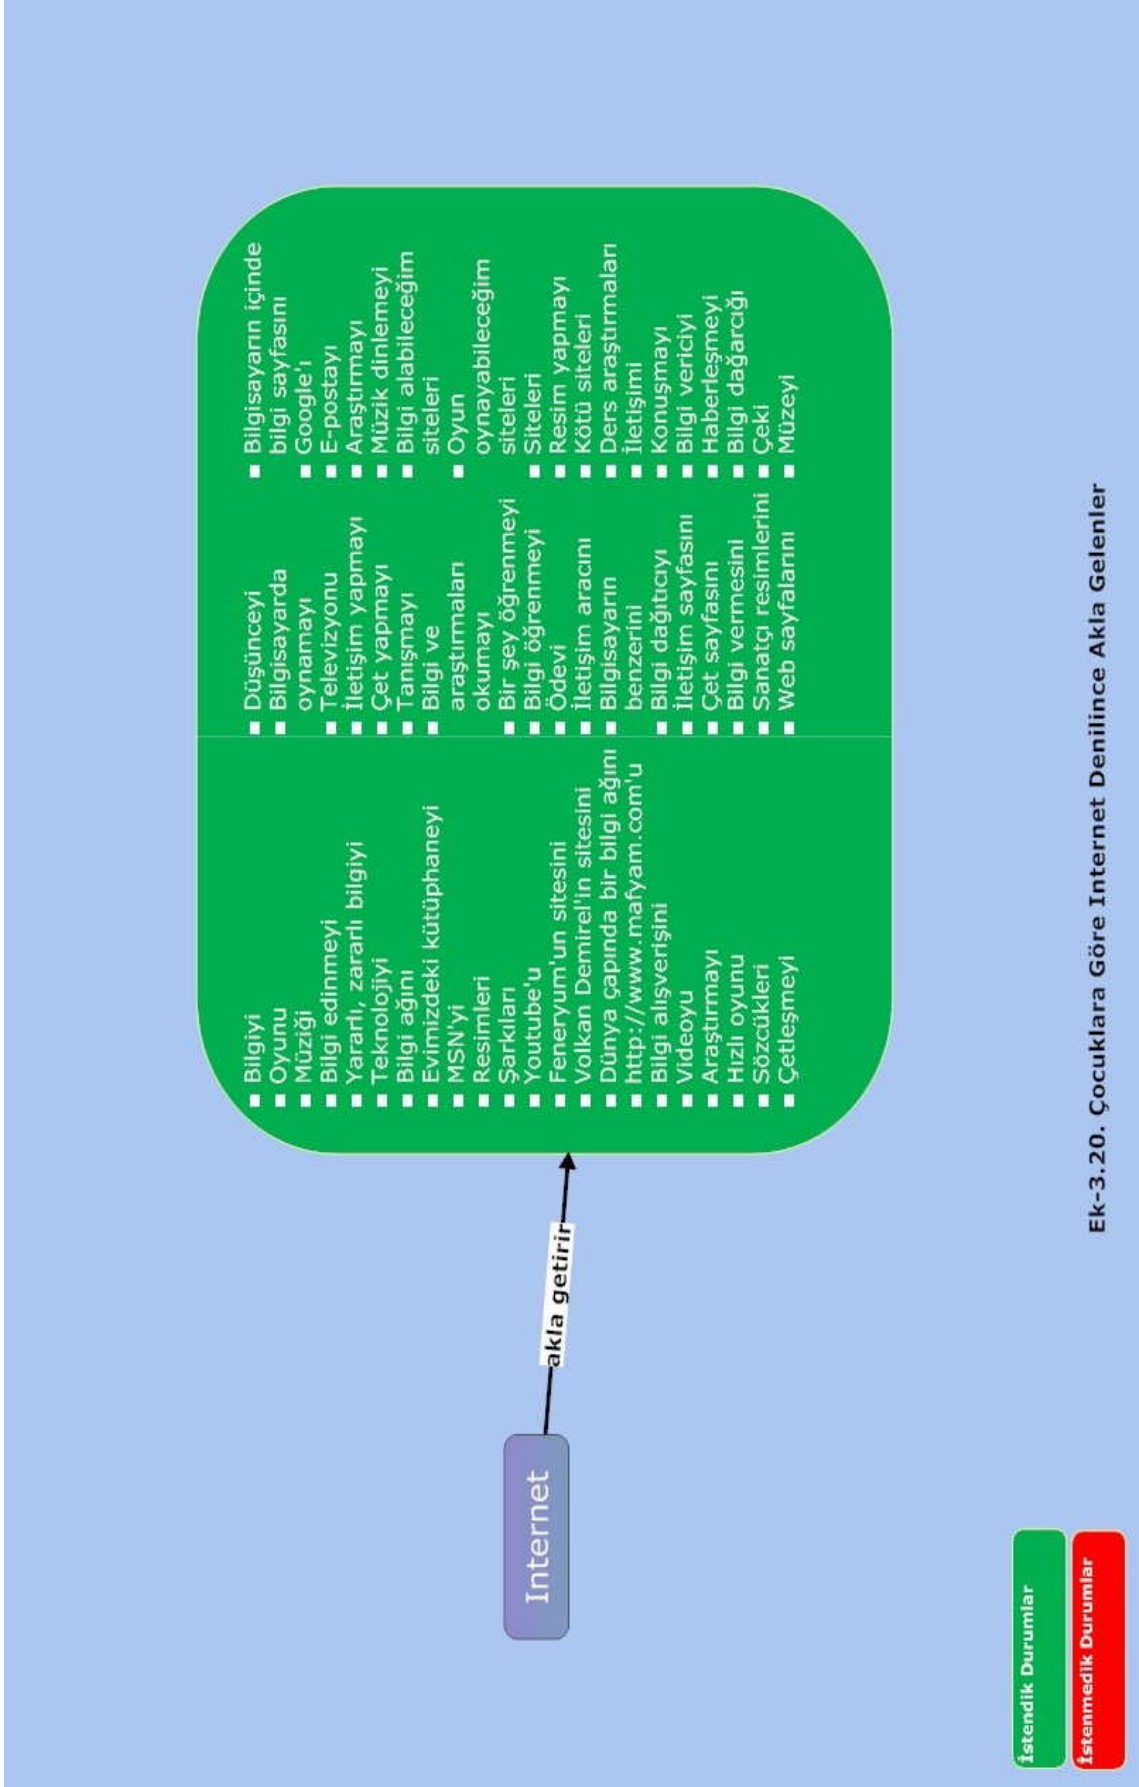 Internet
akla getirir
Bilgiyi
Oyunu
Müziği
Bilgi edinmeyi
Yararlı, zararlı bilgiyi
Teknolojiyi
Bilgi ağını
Evimizdeki kütüphaneyi
MSN'yi
Resimleri
Şarkıları
Youtube'u
Feneryum'un sitesini
Volkan Demirel'in sitesini
Dünya çapında bir bilgi ağını
http://www.mafyam.com'u
Bilgi alışverişini
Videoyu
Araştırmayı
Hızlı oyunu
Sözcükleri
Çetleşmeyi
Düşünceyi
Bilgisayarda
oynamayı
Televizyonu
İletişim yapmayı
Çet yapmayı
Tanışmayı
Bilgi ve
araştırmaları
okumayı
Bir şey öğrenmeyi
Bilgi öğrenmeyi
Ödevi
İletişim aracını
Bilgisayarın
benzerini
Bilgi dağıtıcıyı
İletişim sayfasını
Çet sayfasını
Bilgi vermesini
Sanatçı resimlerini
Web sayfalarını
Bilgisayarın içinde
bilgi sayfasını
Google'ı
E-postayı
Araştırmayı
Müzik dinlemeyi
Bilgi alabileceğim
siteleri
Oyun
oynayabileceğim
siteleri
Siteleri
Resim yapmayı
Kötü siteleri
Ders araştırmaları
İletişimi
Konuşmayı
Bilgi vericiyi
Haberleşmeyi
Bilgi dağarcığı
Çeki
Müzeyi
İstendik Durumlar
İstenmedik Durumlar
Ek-3.20. Çocuklara Göre Internet Denilince Akla Gelenler